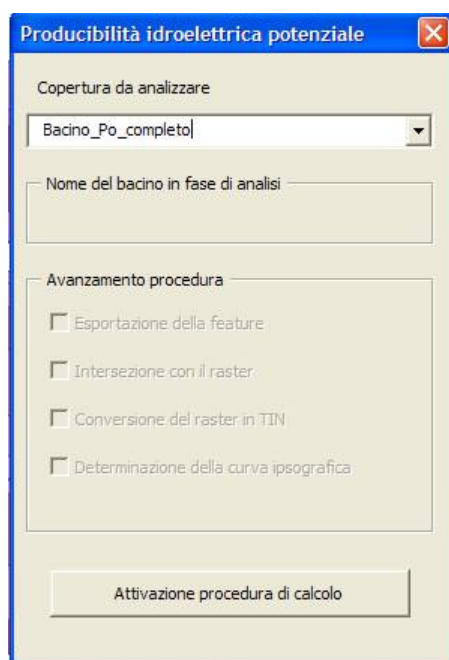 Producibilità idroelettrica potenziale
Copertura da analizzare
Bacino_Po_completo
Nome del bacino in fase di analisi
Avanzamento procedura
Esportazione della feature
Intersezione con il raster
Conversione del raster in TIN
Determinazione della curva ipsografica
Attivazione procedura di calcolo